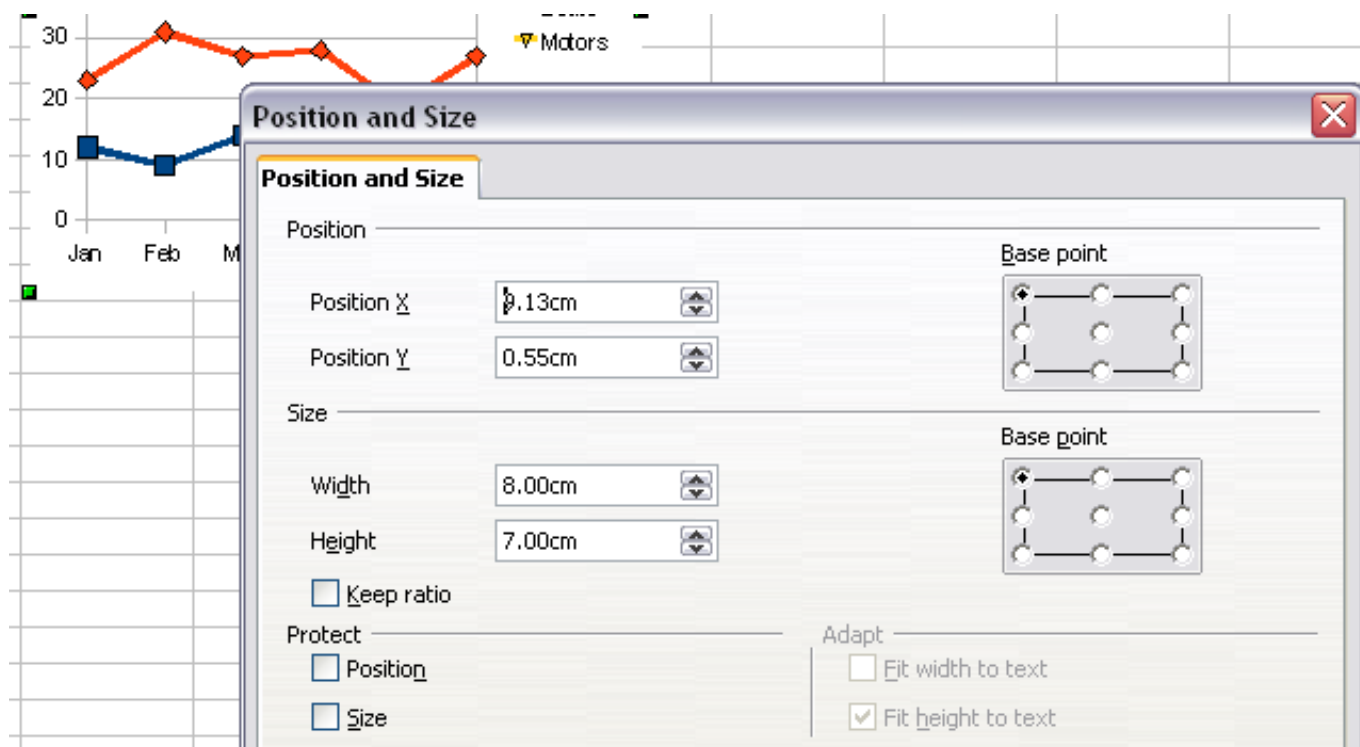 30
Motors
20
10
0
Jan Feb M
Position and Size
Position and Size
Position
Base point
Position X 9.13cm
Position Y 0.55cm
Size
Base point
Width 8.00cm
Height 7.00cm
Keep ratio
Protect Adapt
Position Fit width to text
Size Fit height to text